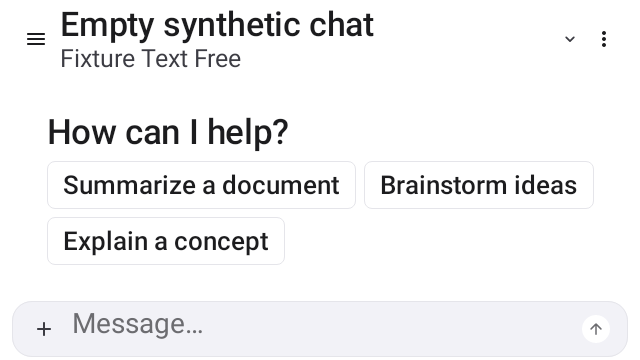 Empty synthetic chat
Fixture Text Free
How can I help?
Summarize a document
Brainstorm ideas
Explain a concept
Message…